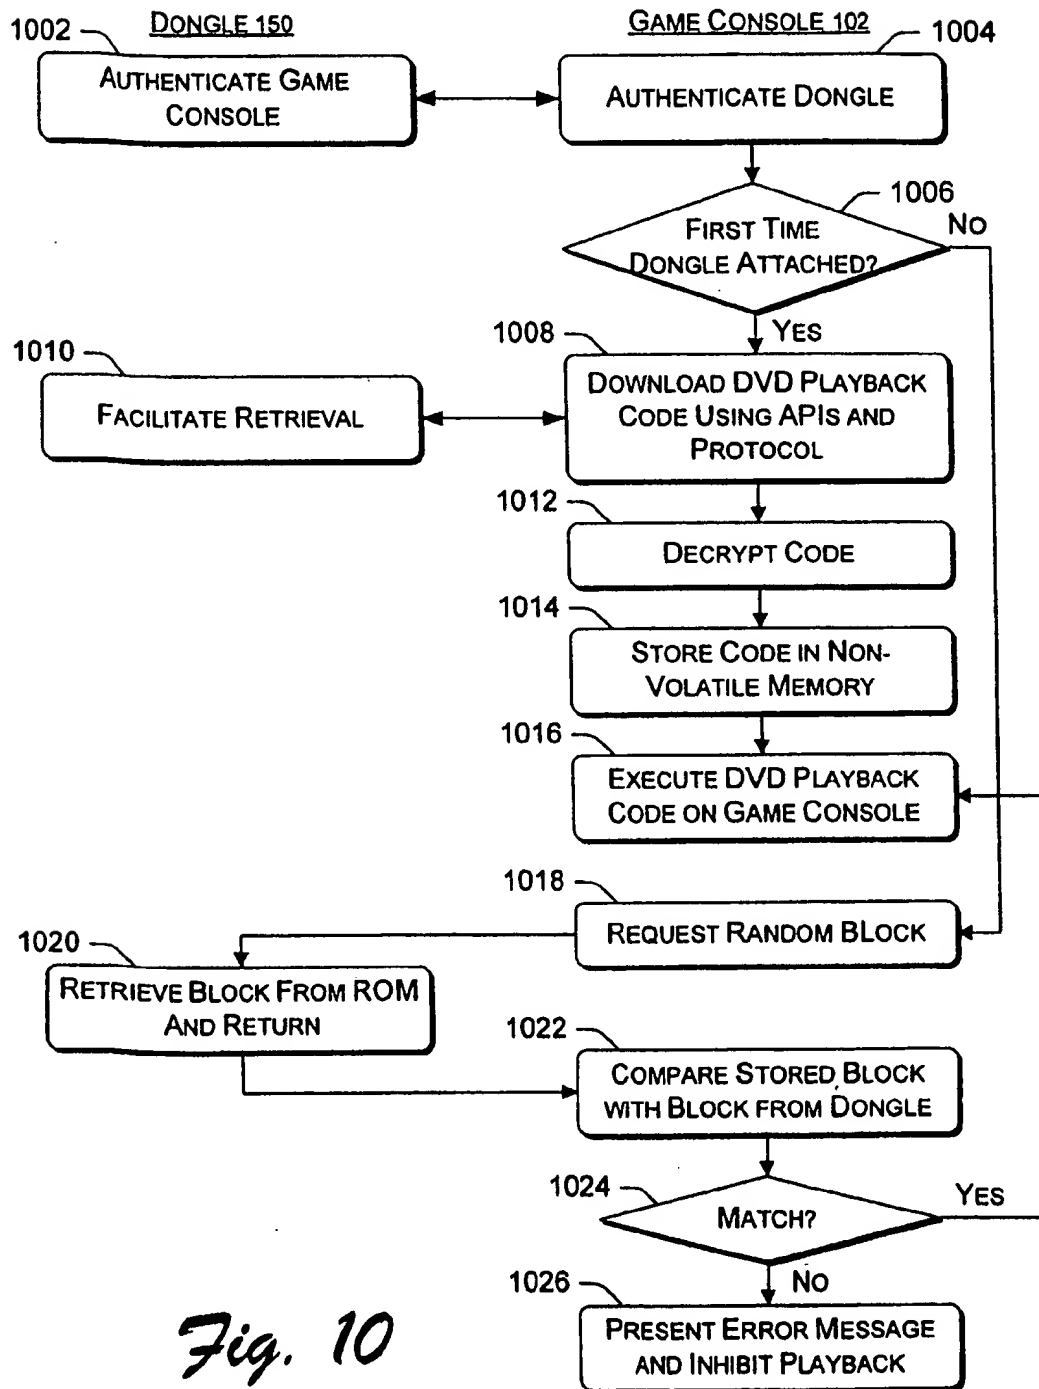 DONGLE 150
GAME CONSOLE 102
1002
AUTHENTICATE GAME
CONSOLE
1004
AUTHENTICATE DONGLE
1006
FIRST TIME
DONGLE ATTACHED?
NO
YES
1008
DOWNLOAD DVD PLAYBACK
CODE USING APIS AND
PROTOCOL
1010
FACILITATE RETRIEVAL
1012
DECRYPT CODE
1014
STORE CODE IN NON-
VOLATILE MEMORY
1016
EXECUTE DVD PLAYBACK
CODE ON GAME CONSOLE
1018
REQUEST RANDOM BLOCK
1020
RETRIEVE BLOCK FROM ROM
AND RETURN
1022
COMPARE STORED BLOCK
WITH BLOCK FROM DONGLE
1024
MATCH?
YES
NO
1026
PRESENT ERROR MESSAGE
AND INHIBIT PLAYBACK
Fig. 10